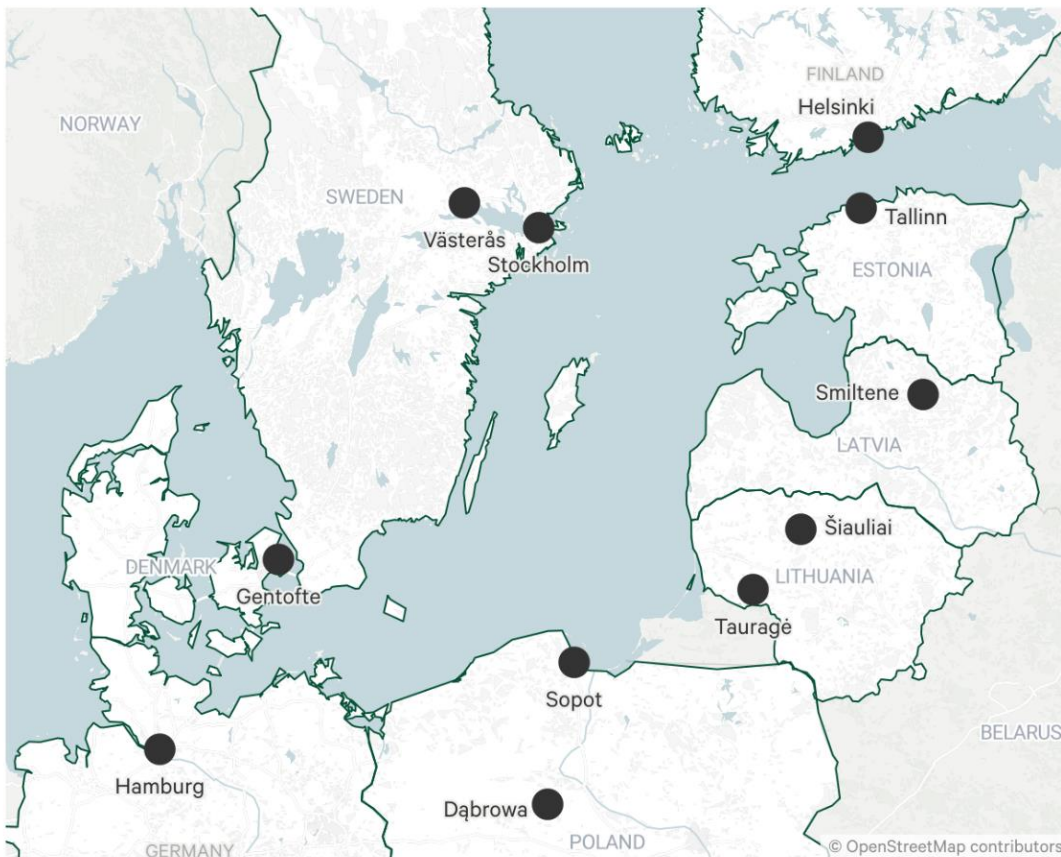 FINLAND
Helsinki
NORWAY
SWEDEN
Västerås
Stockholm
Tallinn
ESTONIA
Smiltene
LATVIA
Šiauliai
DENMARK
LITHUANIA
Gentofte
Tauragė
Sopot
BELARUS
Hamburg
Dąbrowa
POLAND
GERMANY
© OpenStreetMap contributors